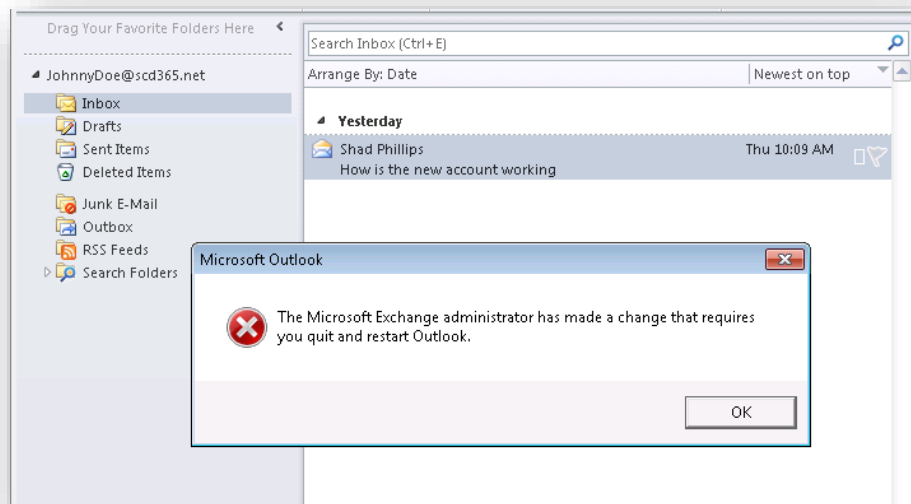 Drag Your Favorite Folders Here
Search Inbox (Ctrl+E)
JohnnyDoe@scd365.net
Arrange By: Date Newest on top
Inbox
Drafts
Sent Items
Deleted Items
Junk E-Mail
Outbox
RSS Feeds
Search Folders
Yesterday
Shad Phillips Thu 10:09 AM
How is the new account working
Microsoft Outlook
The Microsoft Exchange administrator has made a change that requires
you quit and restart Outlook.
OK